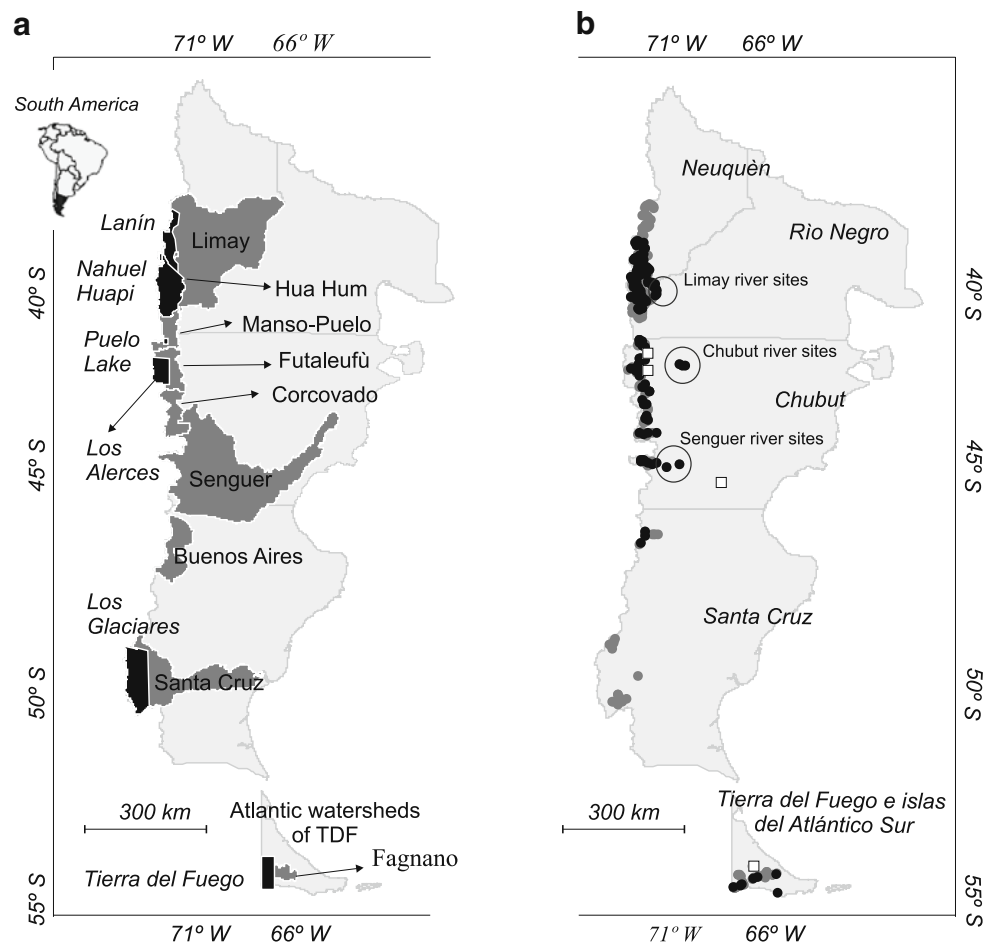 a
71º W 66º W
South America
Lanín
Limay
Nahuel
Huapi
Hua Hum
40º S
Manso-Puelo
Puelo
Lake
Futaleufù
Corcovado
Los
Alerces
45º S
Senguer
Buenos Aires
Los
Glaciares
Santa Cruz
50º S
300 km
Atlantic watersheds
of TDF
Fagnano
Tierra del Fuego
55º S
71º W 66º W
b
71º W 66º W
Neuquèn
Rìo Negro
Limay river sites
40º S
Chubut river sites
Chubut
Senguer river sites
45º S
Santa Cruz
50º S
300 km
Tierra del Fuego e islas
del Atlántico Sur
55º S
71º W 66º W